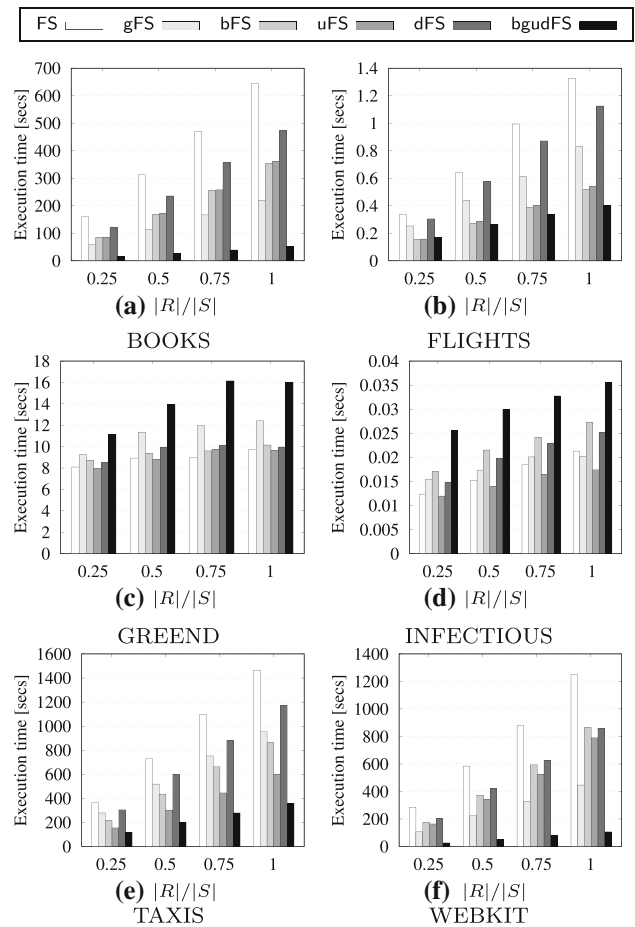 FS gFS bFS uFS dFS bgudFS
Execution time [secs]
700
600
500
400
300
200
100
0
0.25 0.5 0.75 1
(a) |R|/|S|
BOOKS
Execution time [secs]
1.4
1.2
1
0.8
0.6
0.4
0.2
0
0.25 0.5 0.75 1
(b) |R|/|S|
FLIGHTS
Execution time [secs]
18
16
14
12
10
8
6
4
2
0
0.25 0.5 0.75 1
(c) |R|/|S|
GREEND
Execution time [secs]
0.04
0.035
0.03
0.025
0.02
0.015
0.01
0.005
0
0.25 0.5 0.75 1
(d) |R|/|S|
INFECTIOUS
Execution time [secs]
1600
1400
1200
1000
800
600
400
200
0
0.25 0.5 0.75 1
(e) |R|/|S|
TAXIS
Execution time [secs]
1400
1200
1000
800
600
400
200
0
0.25 0.5 0.75 1
(f) |R|/|S|
WEBKIT